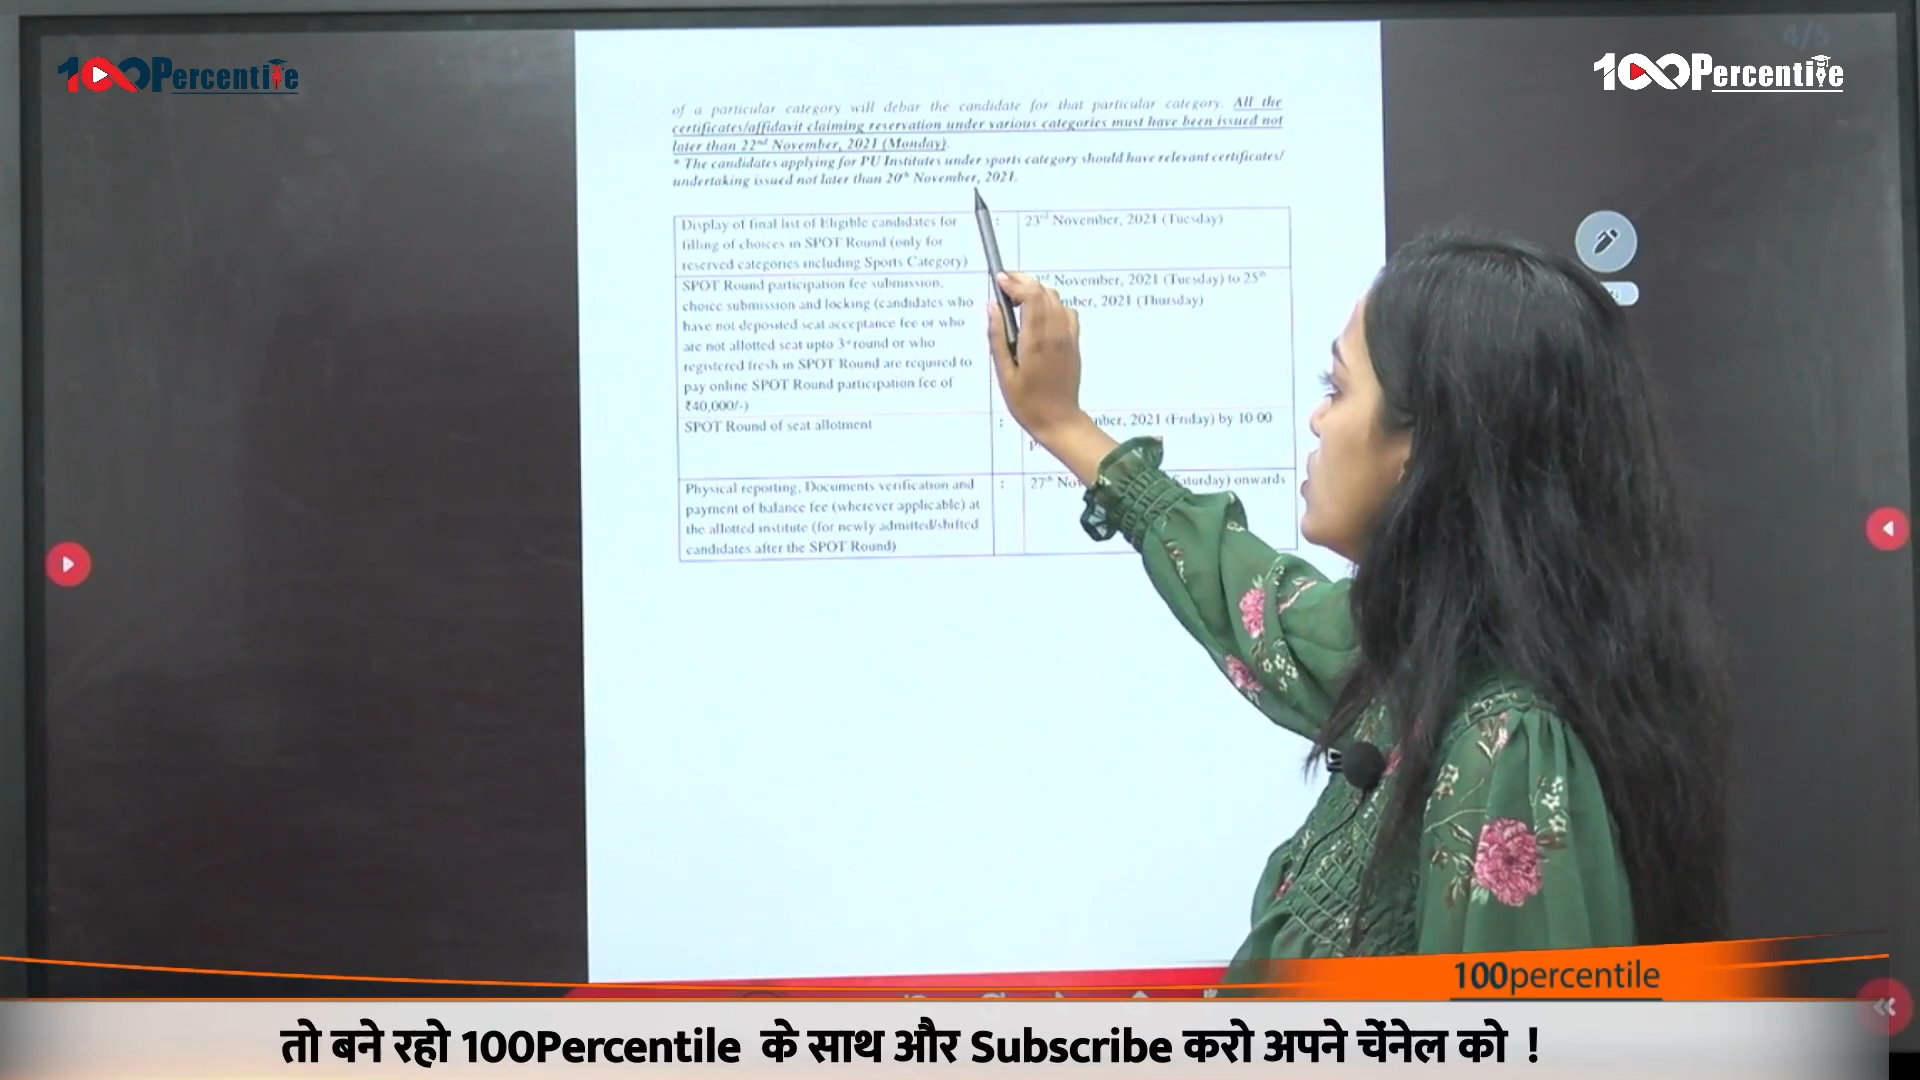 100Percentile
100Percentile
4/5
of a particular category will debar the candidate for that particular category. All the
certificates/affidavit claiming reservation under various categories must have been issued not
later than 22nd November, 2021 (Monday).
* The candidates applying for PU Institutes under sports category should have relevant certificates/
undertaking issued not later than 20th November, 2021.
Display of final list of Eligible candidates for
filling of choices in SPOT Round (only for
reserved categories including Sports Category)
:
23rd November, 2021 (Tuesday)
SPOT Round participation fee submission,
choice submission and locking (candidates who
have not deposited seat acceptance fee or who
are not allotted seat upto 3rd round or who
registered fresh in SPOT Round are required to
pay online SPOT Round participation fee of
₹40,000/-)
November, 2021 (Tuesday) to 25th
2021 (Thursday)
SPOT Round of seat allotment
:
2021 (Friday) by 10:00
Physical reporting, Documents verification and
payment of balance fee (wherever applicable) at
the allotted institute (for newly admitted/shifted
candidates after the SPOT Round)
:
27th (Saturday) onwards
100percentile
तो बने रहो 100Percentile के साथ और Subscribe करो अपने चेंनेल को !